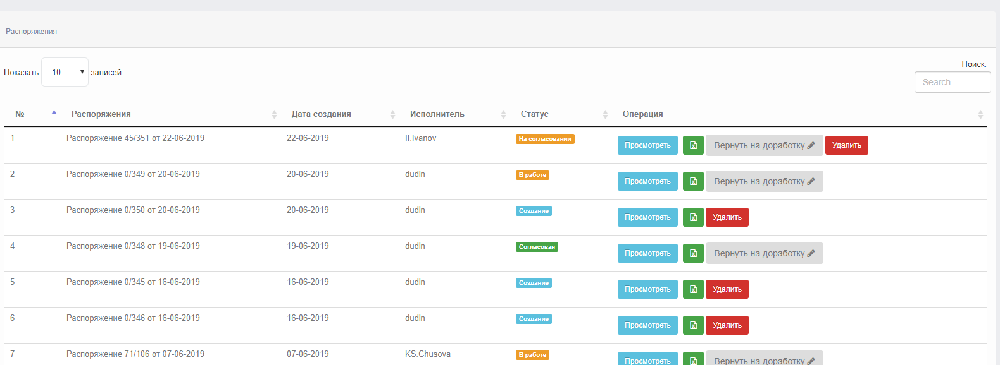 Распоряжения
Показать 10 записей
Поиск:
Search
№ Распоряжения Дата создания Исполнитель Статус Операция
1 Распоряжение 45/351 от 22-06-2019 22-06-2019 II.Ivanov На согласовании Просмотреть Вернуть на доработку Удалить
2 Распоряжение 0/349 от 20-06-2019 20-06-2019 dudin В работе Просмотреть Вернуть на доработку
3 Распоряжение 0/350 от 20-06-2019 20-06-2019 dudin Создание Просмотреть Удалить
4 Распоряжение 0/348 от 19-06-2019 19-06-2019 dudin Согласован Просмотреть Вернуть на доработку
5 Распоряжение 0/345 от 16-06-2019 16-06-2019 dudin Создание Просмотреть Удалить
6 Распоряжение 0/346 от 16-06-2019 16-06-2019 dudin Создание Просмотреть Удалить
7 Распоряжение 71/106 от 07-06-2019 07-06-2019 KS.Chusova В работе Просмотреть Вернуть на доработку